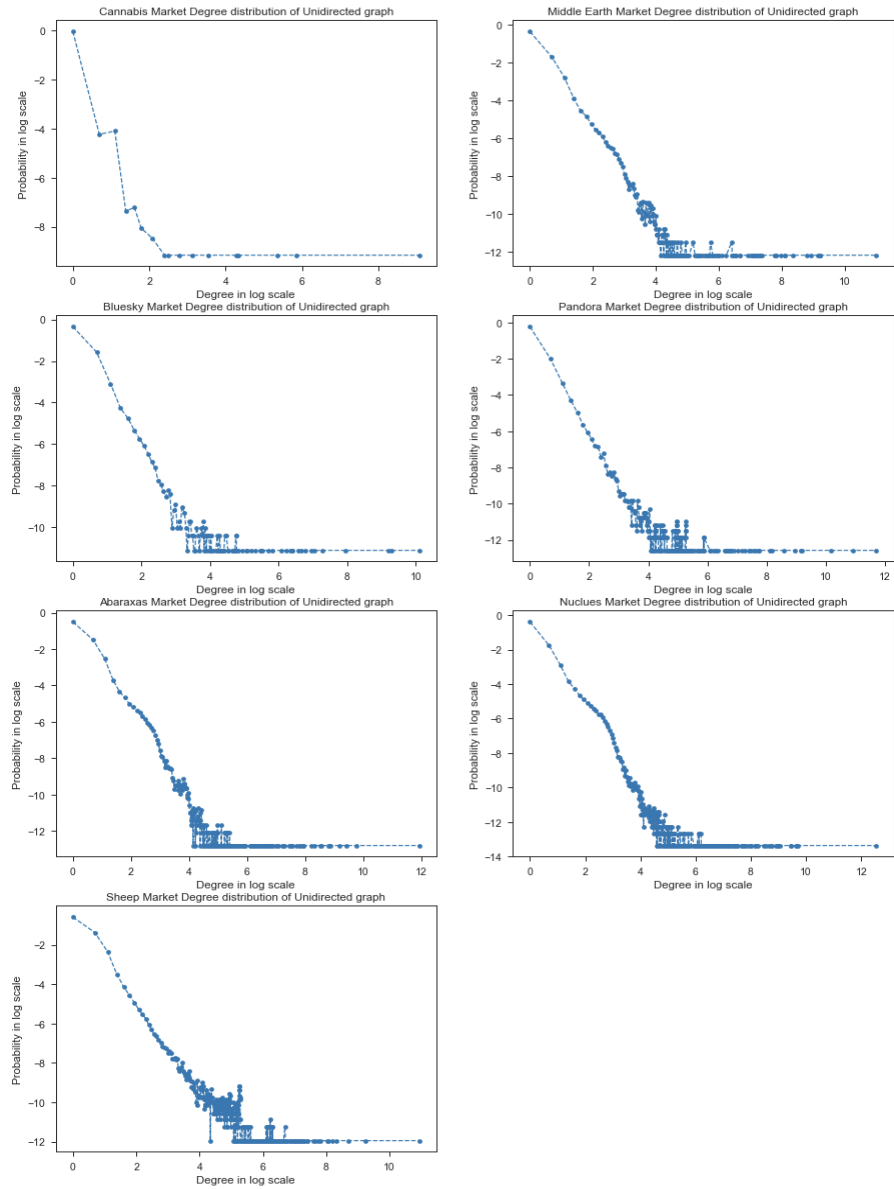 Cannabis Market Degree distribution of Unidirected graph
0
−2
−4
−6
−8
Probability in log scale
0 2 4 6 8
Degree in log scale
Middle Earth Market Degree distribution of Unidirected graph
0
−2
−4
−6
−8
−10
−12
Probability in log scale
0 2 4 6 8 10
Degree in log scale
Bluesky Market Degree distribution of Unidirected graph
0
−2
−4
−6
−8
−10
Probability in log scale
0 2 4 6 8 10
Degree in log scale
Pandora Market Degree distribution of Unidirected graph
0
−2
−4
−6
−8
−10
−12
Probability in log scale
0 2 4 6 8 10 12
Degree in log scale
Abaraxas Market Degree distribution of Unidirected graph
0
−2
−4
−6
−8
−10
−12
Probability in log scale
0 2 4 6 8 10 12
Degree in log scale
Nuclues Market Degree distribution of Unidirected graph
0
−2
−4
−6
−8
−10
−12
−14
Probability in log scale
0 2 4 6 8 10 12
Degree in log scale
Sheep Market Degree distribution of Unidirected graph
−2
−4
−6
−8
−10
−12
Probability in log scale
0 2 4 6 8 10
Degree in log scale